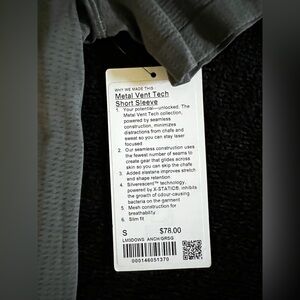 WHY WE MADE THIS
Metal Vent Tech
Short Sleeve
1. Your potential—unlocked. The
Metal Vent Tech collection,
powered by seamless
construction, minimizes
distractions from chafe and
sweat so you can stay laser
focused
2. Our seamless construction uses
the fewest number of seams to
create gear that glides across
skin so you can skip the chafe
3. Added elastane improves stretch
and shape retention
4. Silverescent™ technology,
powered by X-STATIC®, inhibits
the growth of odour-causing
bacteria on the garment
5. Mesh construction for
breathability
6. Slim fit
S $78.00
LM3DOWS ANCH/GRSG
000146051370